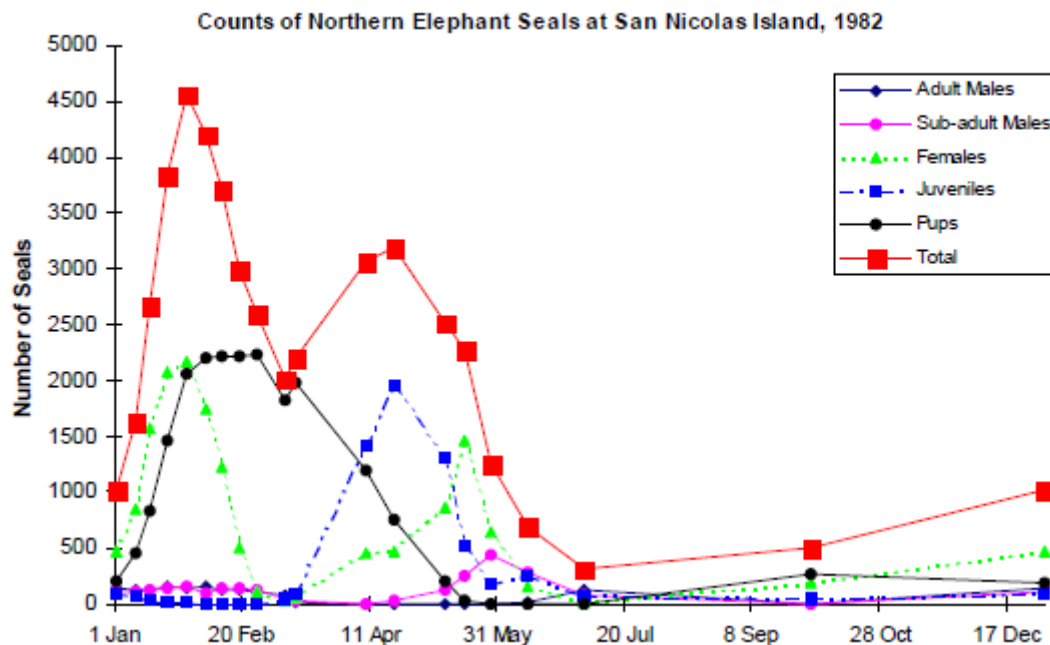 Counts of Northern Elephant Seals at San Nicolas Island, 1982
5000
4500
4000
3500
3000
2500
2000
1500
1000
500
0
Number of Seals
Adult Males
Sub-adult Males
Females
Juveniles
Pups
Total
1 Jan 20 Feb 11 Apr 31 May 20 Jul 8 Sep 28 Oct 17 Dec